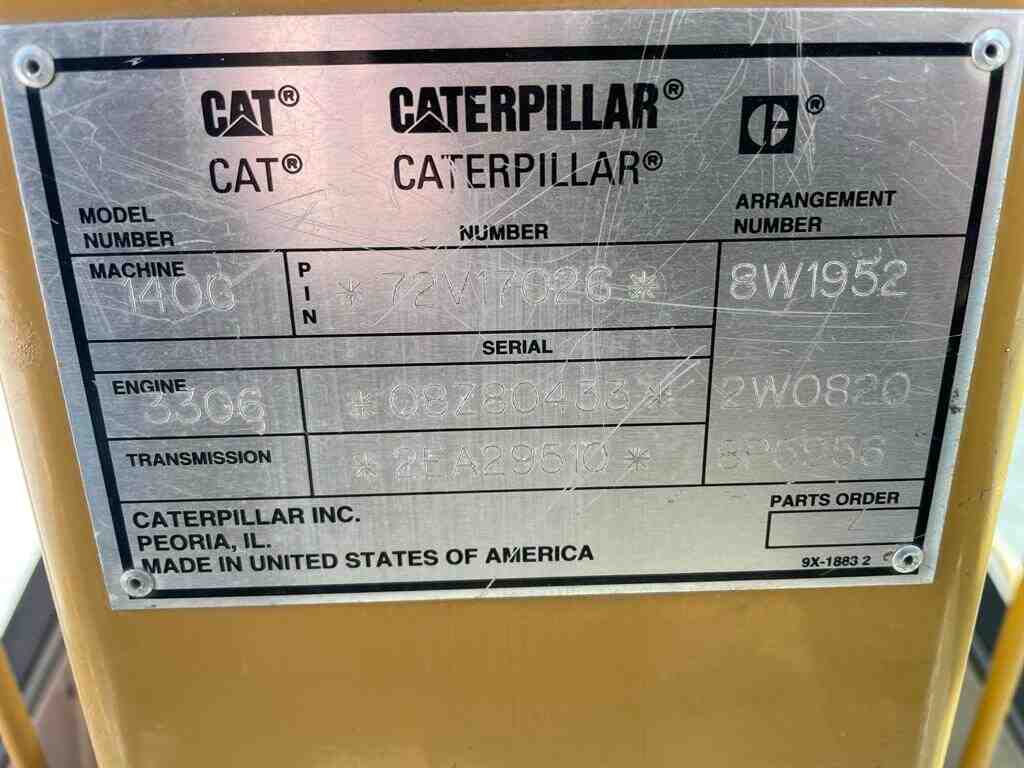 CAT® CATERPILLAR® ®
CAT® CATERPILLAR®
MODEL NUMBER NUMBER ARRANGEMENT NUMBER
MACHINE 140G PIN *72V17026* 8W1952
SERIAL
ENGINE 3306 *08Z80433* 2W0820
TRANSMISSION *2EA29510*
CATERPILLAR INC. PARTS ORDER
PEORIA, IL.
MADE IN UNITED STATES OF AMERICA 9X-1883 2